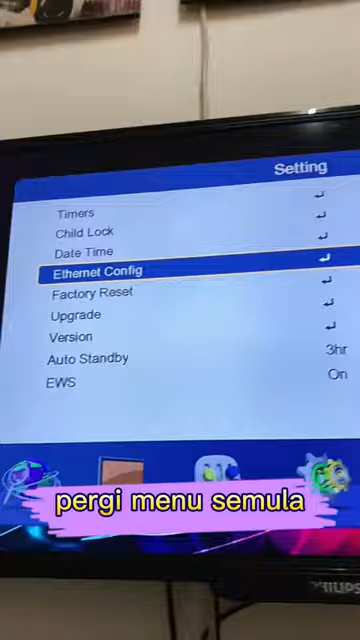 Setting
Timers
Child Lock
Date Time
Ethernet Config
Factory Reset
Upgrade
Version
Auto Standby 3hr
EWS On
pergi menu semula
PHILIPS